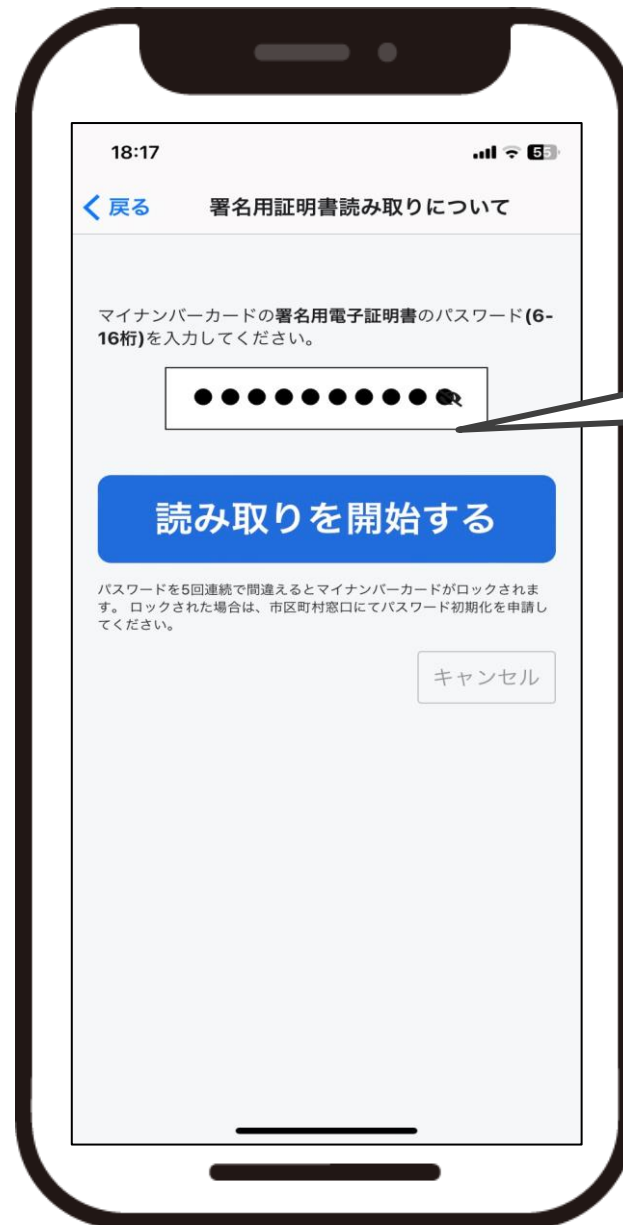 18:17
55
戻る 署名用証明書読み取りについて
マイナンバーカードの署名用電子証明書のパスワード(6-
16桁)を入力してください。
●●●●●●●●●●
読み取りを開始する
パスワードを5回連続で間違えるとマイナンバーカードがロックされま
す。 ロックされた場合は、市区町村窓口にてパスワード初期化を申請し
てください。
キャンセル